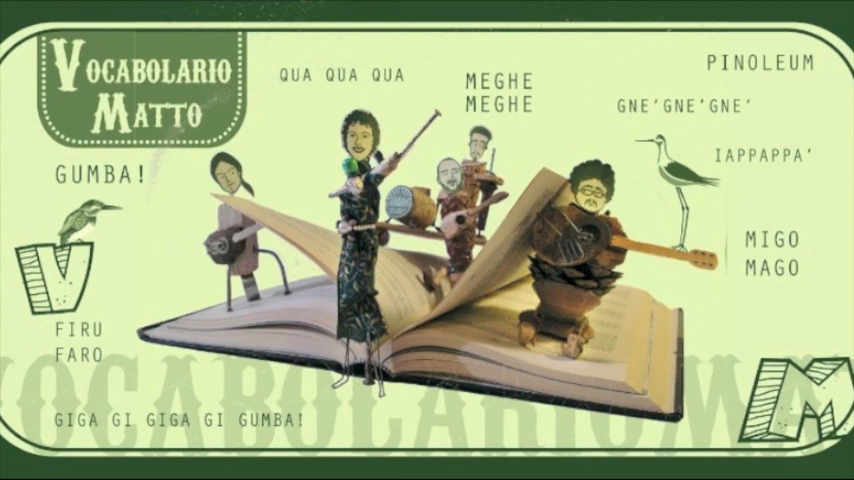 VOCABOLARIO
MATTO
QUA QUA QUA
MEGHE
MEGHE
PINOLEUM
GNE'GNE'GNE'
IAPPAPPA'
GUMBA!
MIGO
MAGO
V
FIRU
FARO
M
GIGA GI GIGA GI GUMBA!
VOCABOLARIOMA